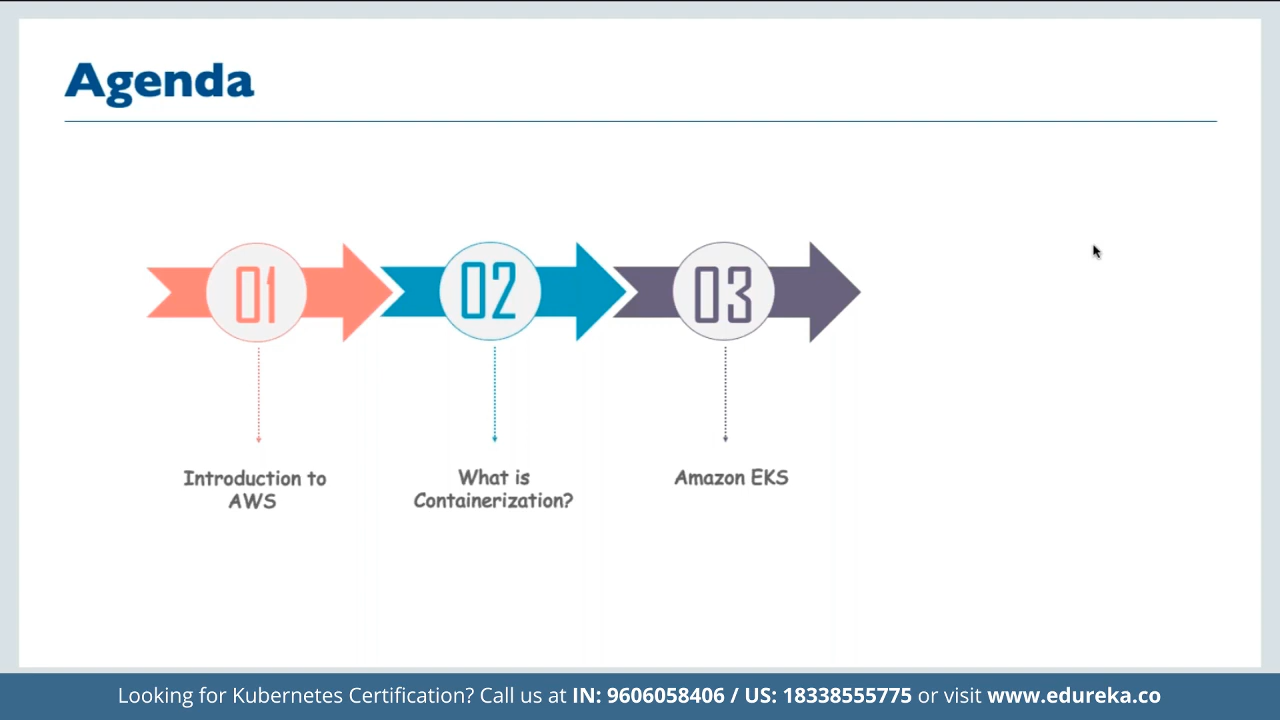 Agenda
01
02
03
Introduction to
AWS
What is
Containerization?
Amazon EKS
Looking for Kubernetes Certification? Call us at IN: 9606058406 / US: 18338555775 or visit www.edureka.co